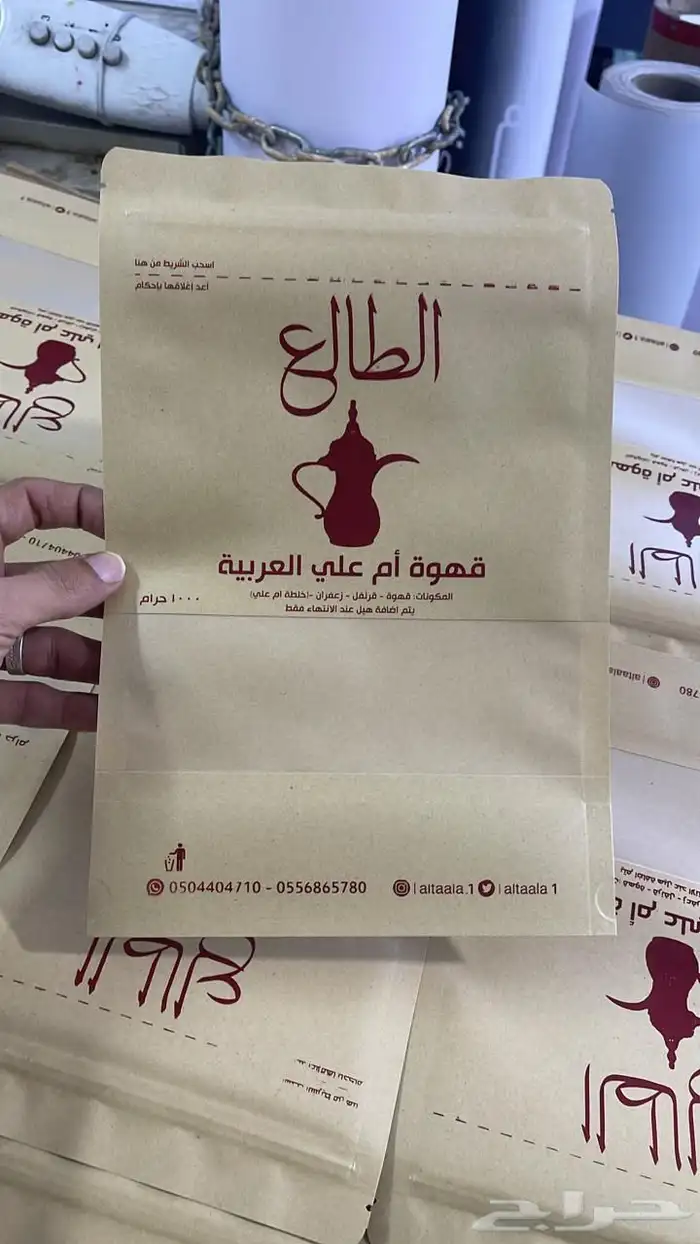 اسحب الشريط من هنا
أعد إغلاقها بإحكام
الطالع
قهوة أم علي العربية
المكونات: قهوة - قرنفل - زعفران -(خلطة ام علي)
يتم اضافة هيل عند الانتهاء فقط
١٠٠٠ جرام
0504404710 - 0556865780
| altaala.1
| altaala 1
حراج